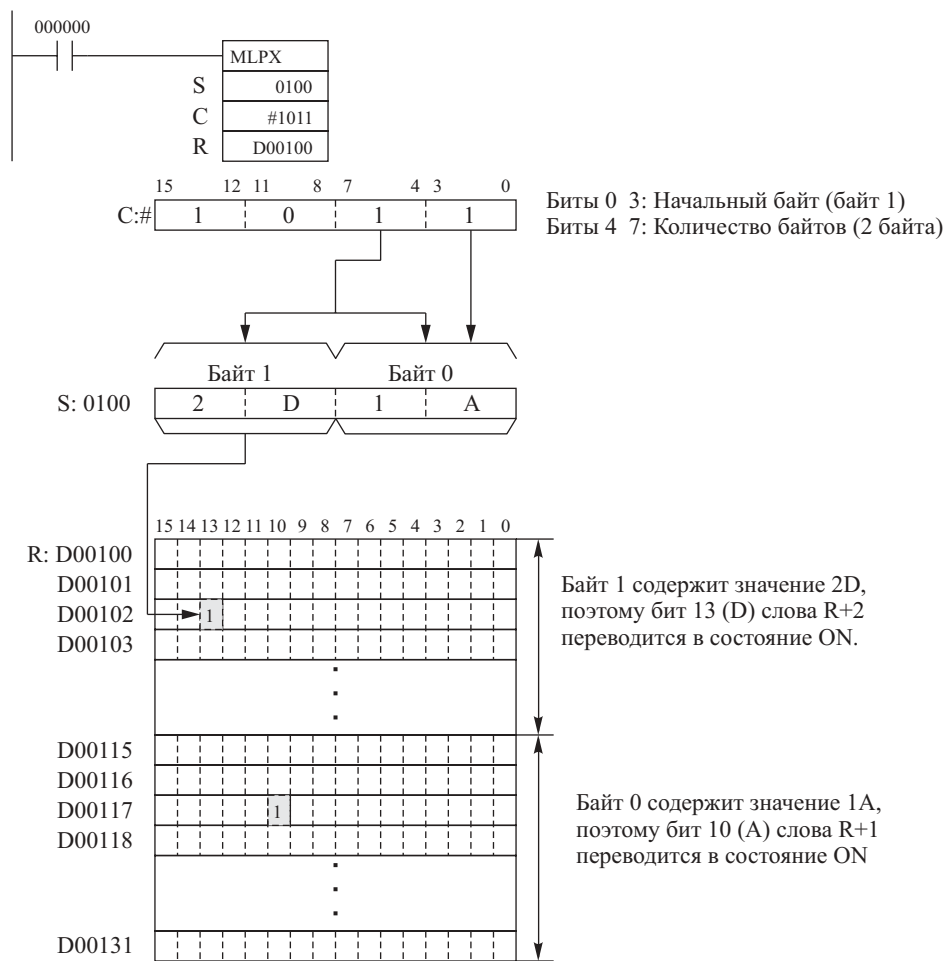 000000
MLPX
S 0100
C #1011
R D00100
15 12 11 8 7 4 3 0
C:# 1 0 1 1
Биты 0 3: Начальный байт (байт 1)
Биты 4 7: Количество байтов (2 байта)
Байт 1 Байт 0
S: 0100 2 D 1 A
15 14 13 12 11 10 9 8 7 6 5 4 3 2 1 0
R: D00100
D00101
D00102 1
D00103
Байт 1 содержит значение 2D,
поэтому бит 13 (D) слова R+2
переводится в состояние ON.
D00115
D00116
D00117 1
D00118
Байт 0 содержит значение 1A,
поэтому бит 10 (A) слова R+1
переводится в состояние ON
D00131